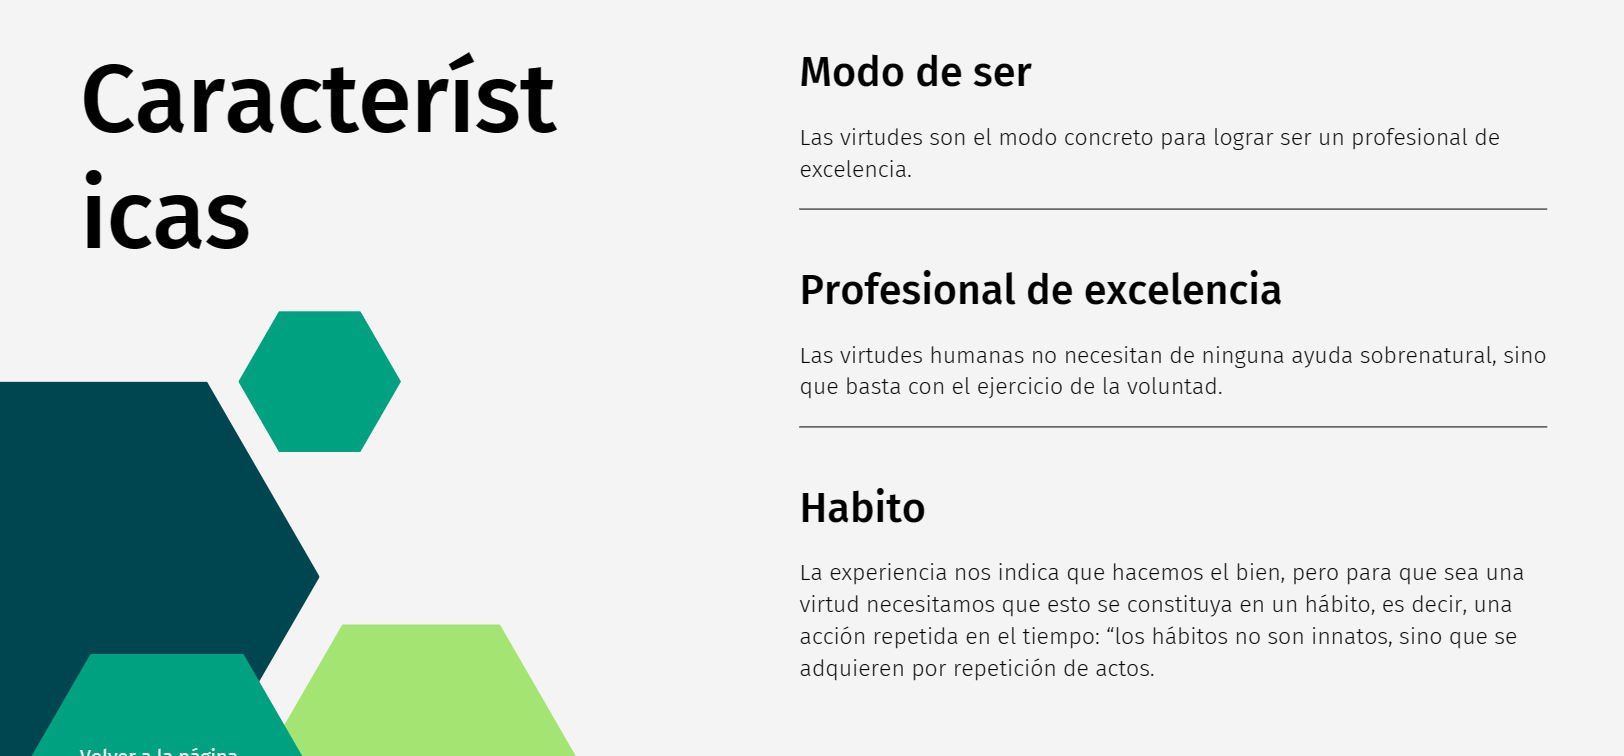 Característ
icas
Modo de ser
Las virtudes son el modo concreto para lograr ser un profesional de
excelencia.
Profesional de excelencia
Las virtudes humanas no necesitan de ninguna ayuda sobrenatural, sino
que basta con el ejercicio de la voluntad.
Habito
La experiencia nos indica que hacemos el bien, pero para que sea una
virtud necesitamos que esto se constituya en un hábito, es decir, una
acción repetida en el tiempo: “los hábitos no son innatos, sino que se
adquieren por repetición de actos.
Volver a la página